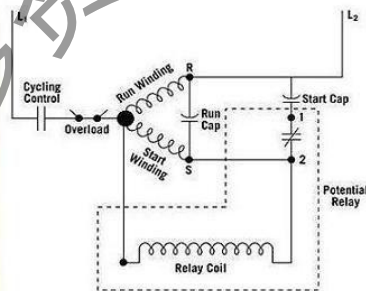 L1
L2
Cycling
Control
Overload
Run Winding
Start
Winding
R
Run
Cap
S
Start Cap
1
2
Potential
Relay
Relay Coil